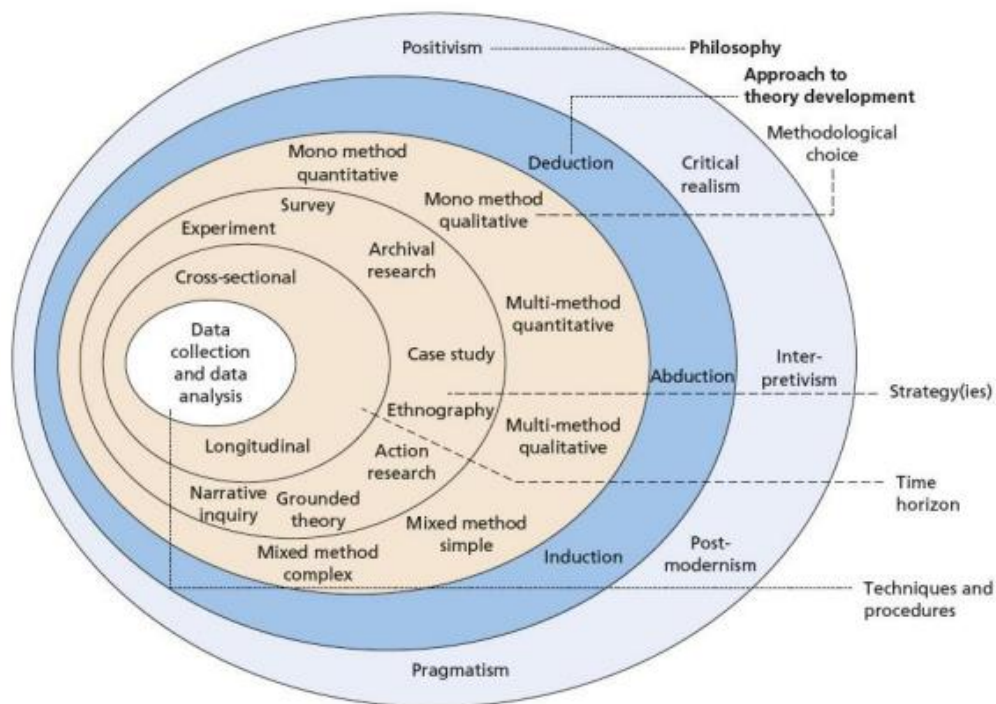 Positivism
Philosophy
Approach to
theory development
Methodological
choice
Mono method
quantitative
Deduction
Critical
realism
Mono method
qualitative
Survey
Experiment
Archival
research
Cross-sectional
Multi-method
quantitative
Data
collection
and data
analysis
Case study
Abduction
Inter-
pretivism
Strategy(ies)
Ethnography
Multi-method
qualitative
Longitudinal
Action
research
Time
horizon
Narrative
inquiry
Grounded
theory
Mixed method
simple
Mixed method
complex
Induction
Post-
modernism
Techniques and
procedures
Pragmatism